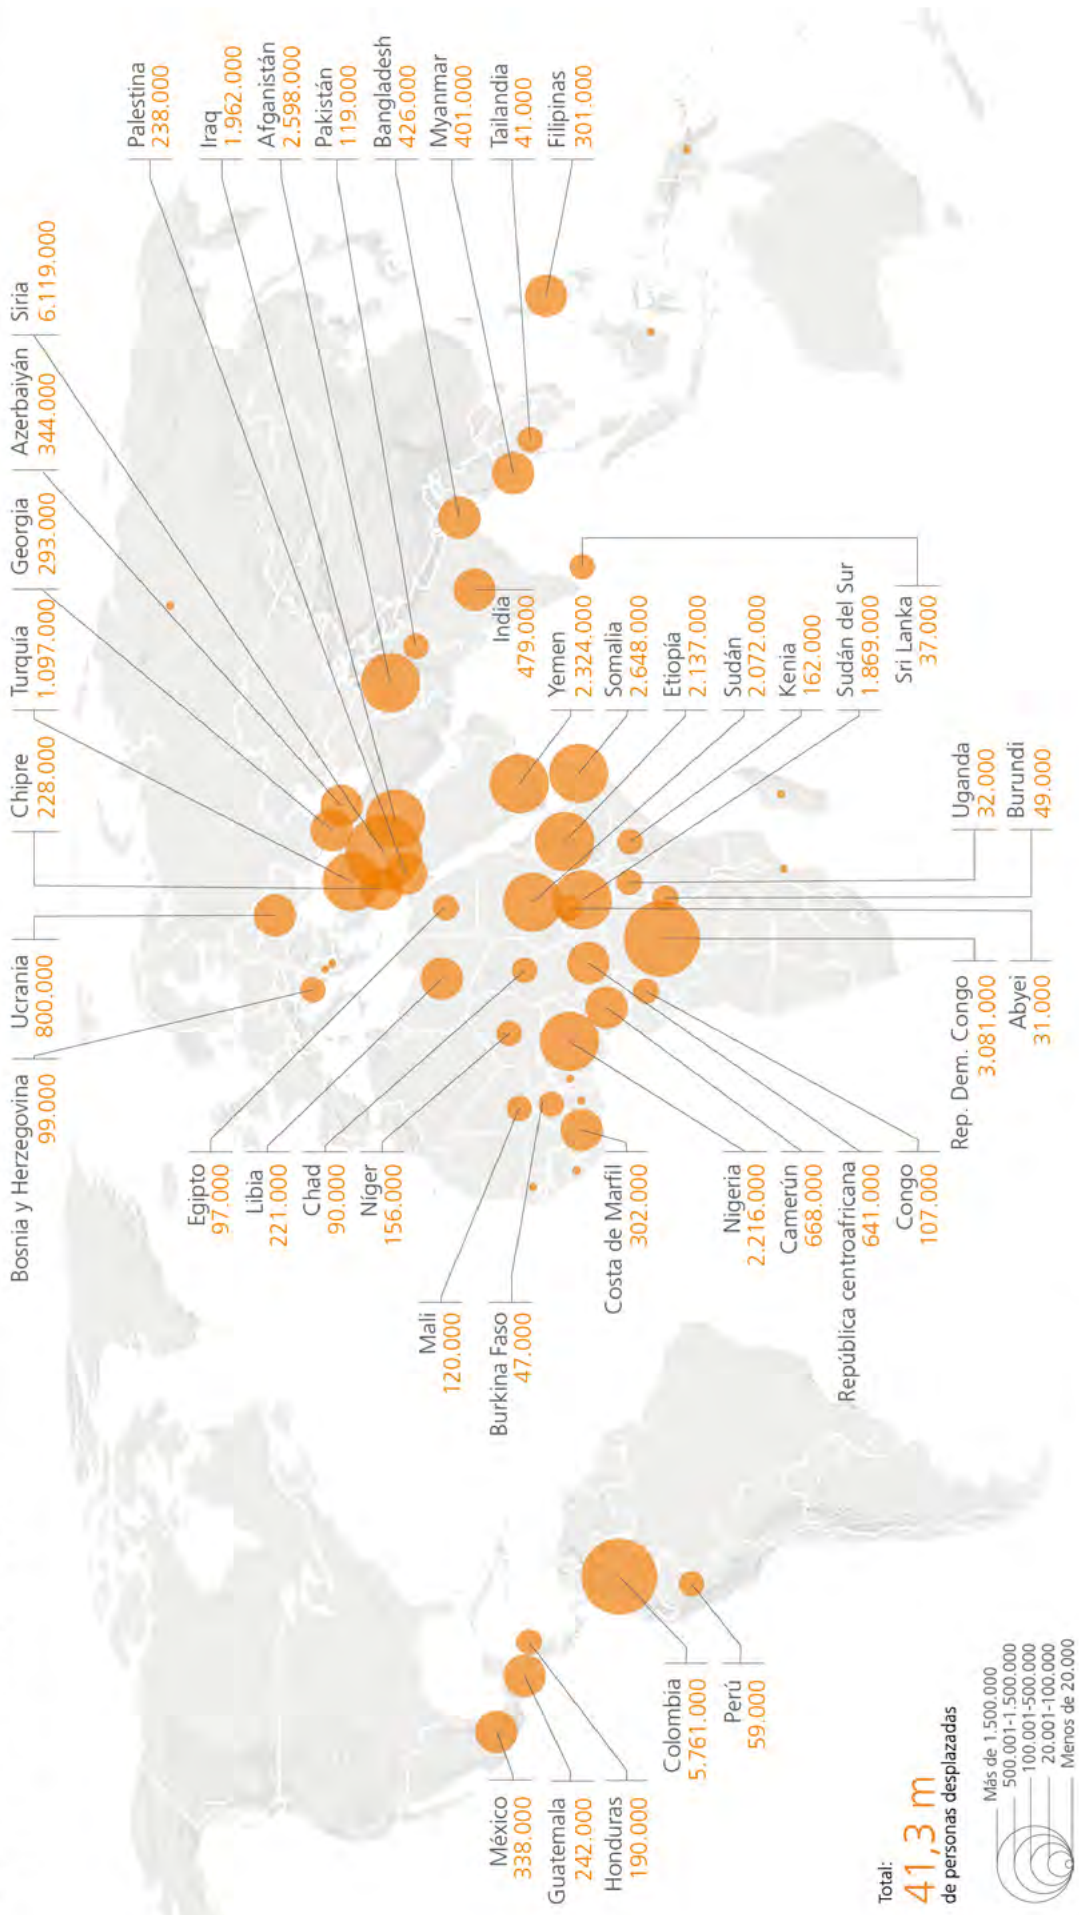 Bosnia y Herzegovina
99.000
Ucrania
800.000
Chipre
228.000
Turquía
1.097.000
Georgia
293.000
Azerbaiyán
344.000
Siria
6.119.000
Palestina
238.000
Iraq
1.962.000
Afganistán
2.598.000
Pakistán
119.000
Bangladesh
426.000
Myanmar
401.000
Tailandia
41.000
Filipinas
301.000
Egipto
97.000
Libia
221.000
Chad
90.000
Níger
156.000
Mali
120.000
Burkina Faso
47.000
Costa de Marfil
302.000
Nigeria
2.216.000
Camerún
668.000
República centroafricana
641.000
Congo
107.000
India
479.000
Yemen
2.324.000
Somalia
2.648.000
Etiopía
2.137.000
Sudán
2.072.000
Kenia
162.000
Sudán del Sur
1.869.000
Sri Lanka
37.000
Uganda
32.000
Burundi
49.000
Rep. Dem. Congo
3.081.000
Abyei
31.000
México
338.000
Guatemala
242.000
Honduras
190.000
Colombia
5.761.000
Perú
59.000
Total:
41,3 m
de personas desplazadas
Más de 1.500.000
500.001-1.500.000
100.001-500.000
20.001-100.000
Menos de 20.000